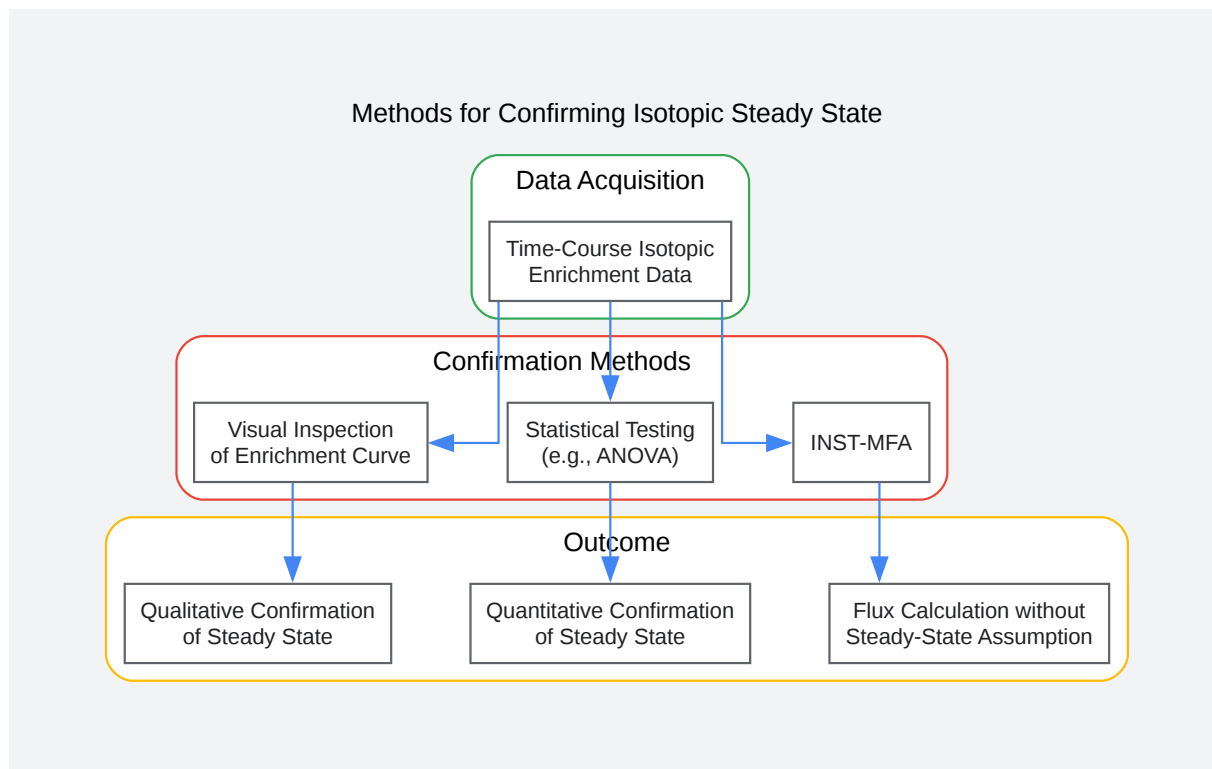 Methods for Confirming Isotopic Steady State
Data Acquisition
Time-Course Isotopic
Enrichment Data
Confirmation Methods
Visual Inspection
of Enrichment Curve
Statistical Testing
(e.g., ANOVA)
INST-MFA
Outcome
Qualitative Confirmation
of Steady State
Quantitative Confirmation
of Steady State
Flux Calculation without
Steady-State Assumption